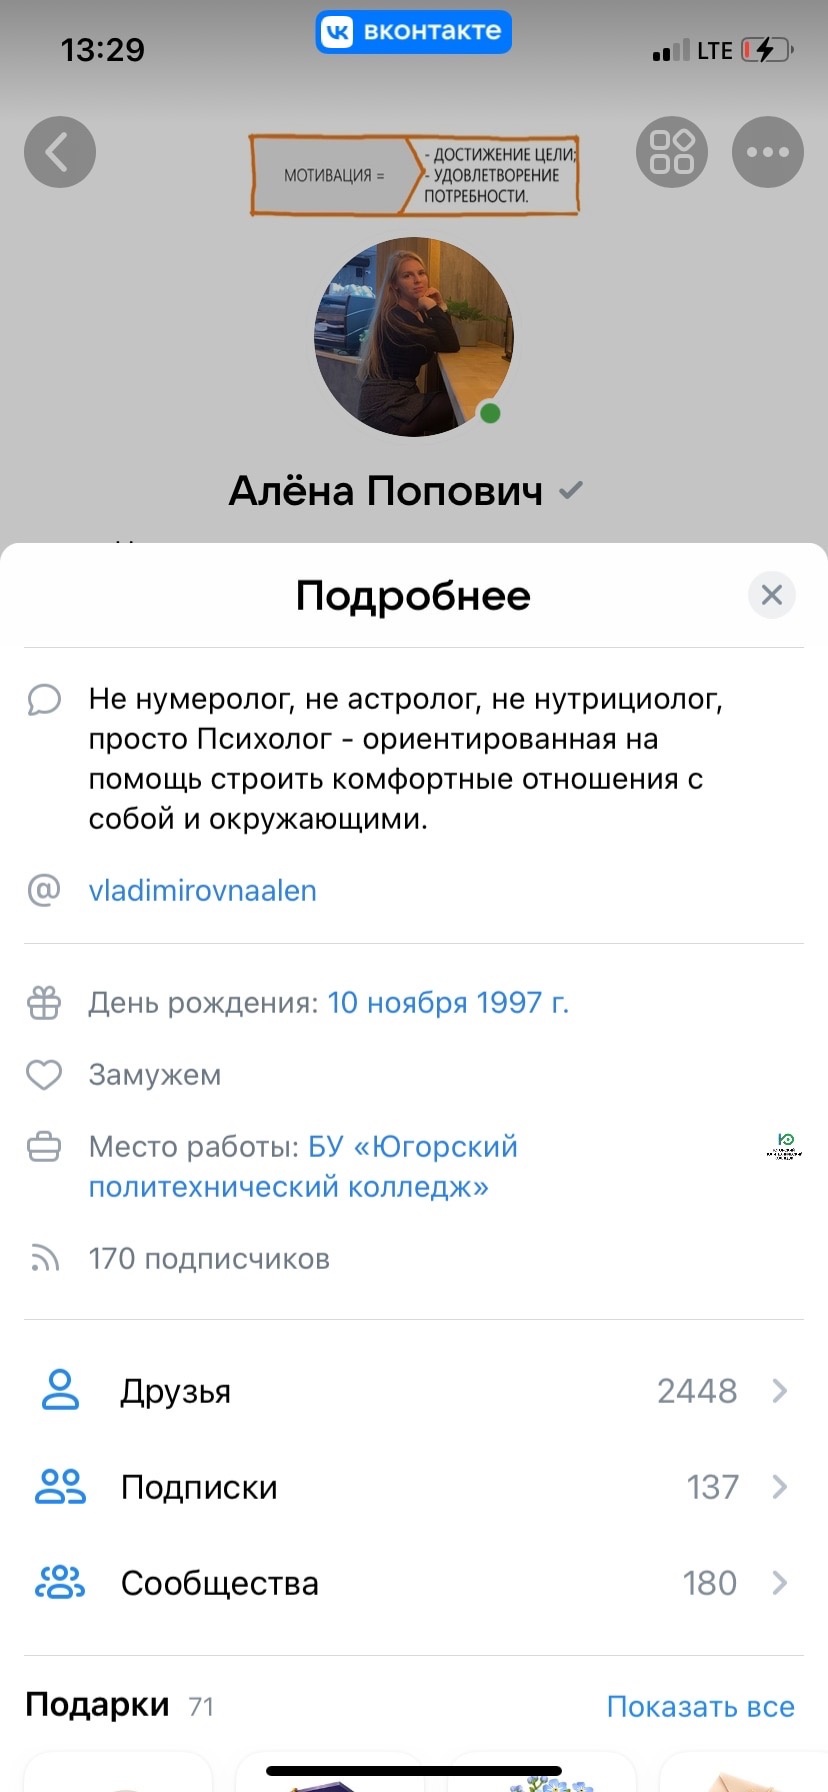 13:29
вконтакте
LTE
МОТИВАЦИЯ =
- ДОСТИЖЕНИЕ ЦЕЛИ;
- УДОВЛЕТВОРЕНИЕ
ПОТРЕБНОСТИ.
Алёна Попович
Подробнее
Не нумеролог, не астролог, не нутрициолог,
просто Психолог - ориентированная на
помощь строить комфортные отношения с
собой и окружающими.
vladimirovnaalen
День рождения: 10 ноября 1997 г.
Замужем
Место работы: БУ «Югорский
политехнический колледж»
170 подписчиков
Друзья 2448
Подписки 137
Сообщества 180
Подарки 71 Показать все